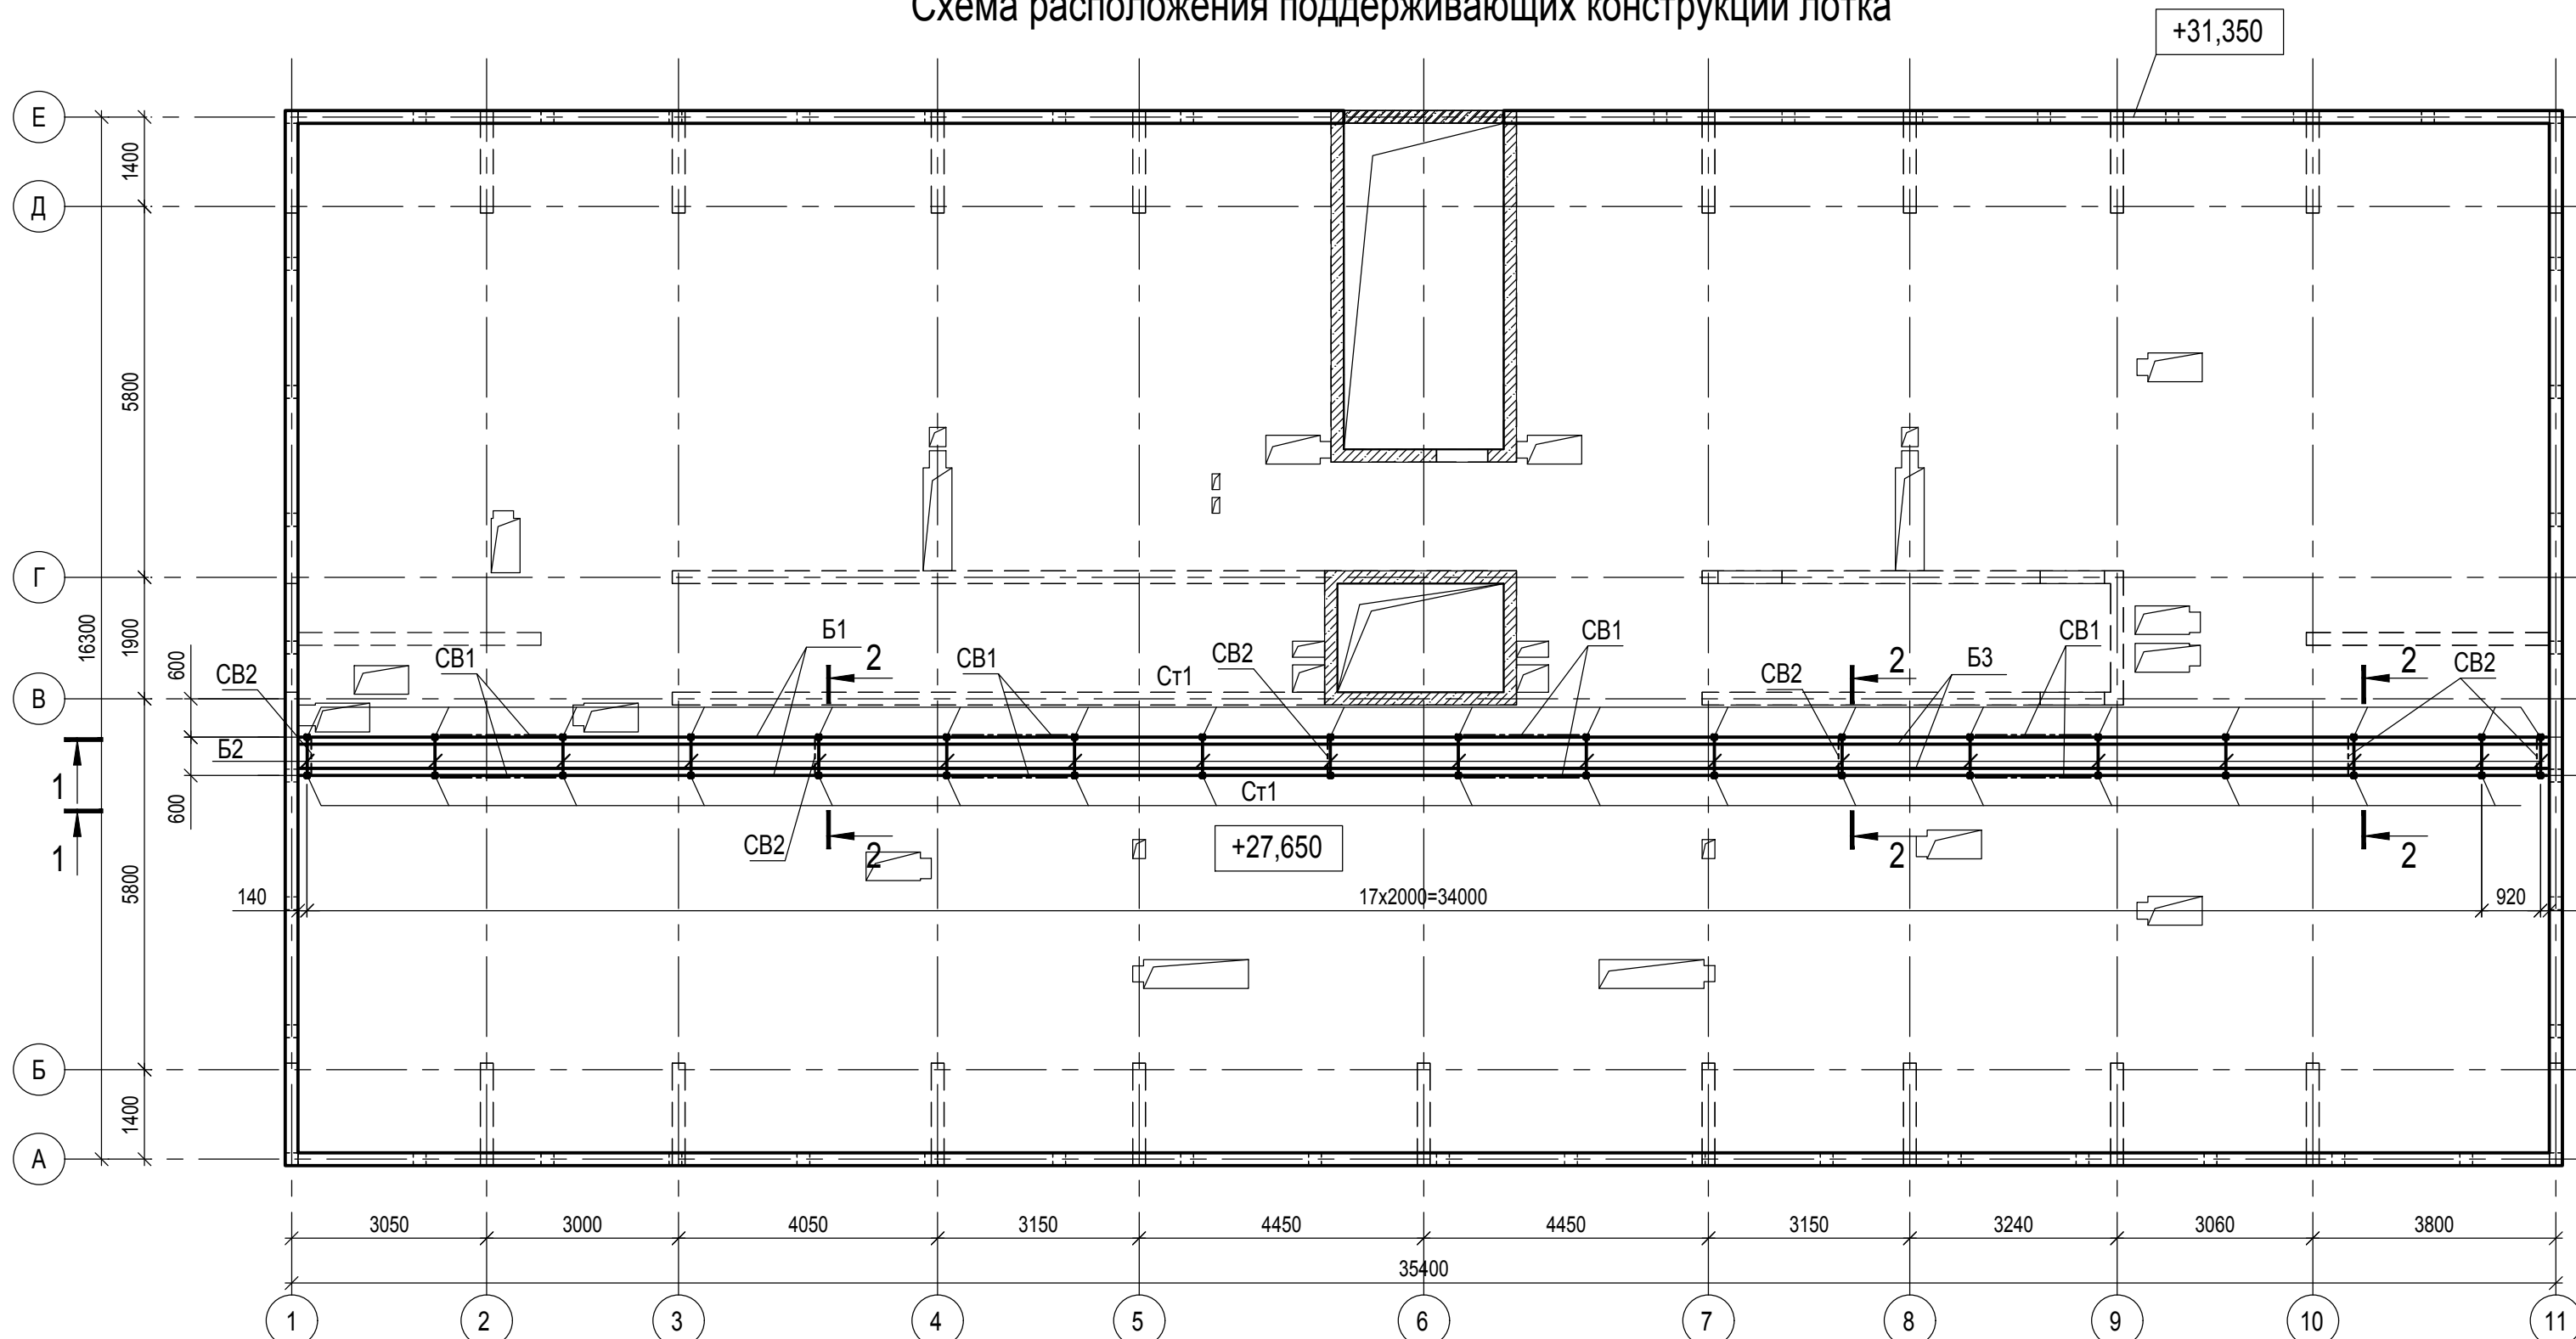 Схема расположения поддерживающих конструкций лотка
+31,350
Е
Д
Г
В
Б
А
1400
5800
1900
16300
600
600
5800
1400
СВ2
СВ1
Б1
2
СВ1
Ст1
СВ2
СВ1
СВ2
2
Б3
СВ1
2
СВ2
Б2
1
1
Ст1
СВ2
2
+27,650
2
2
140
17х2000=34000
920
3050
3000
4050
3150
4450
4450
3150
3240
3060
3800
35400
1
2
3
4
5
6
7
8
9
10
11